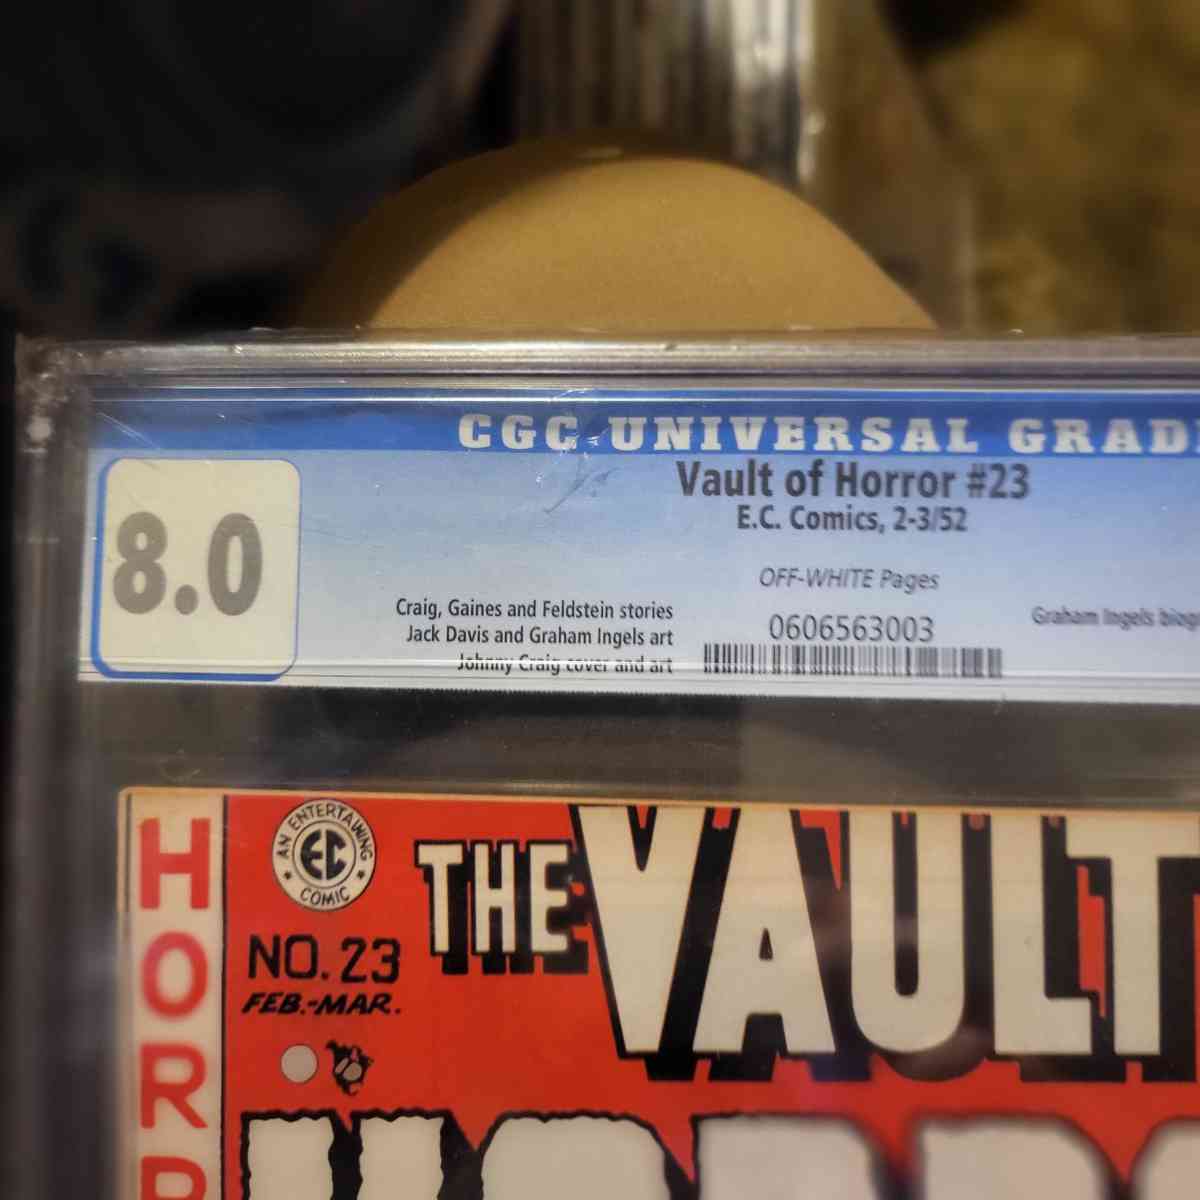 CGC UNIVERSAL GRAD
8.0
Vault of Horror #23
E.C. Comics, 2-3/52
OFF-WHITE Pages
Craig, Gaines and Feldstein stories
Jack Davis and Graham Ingels art
Johnny Craig cover and art
0606563003
Graham Ingels biog
HORR
AN ENTERTAINING
EC
COMIC
NO. 23
FEB.-MAR.
THE VAULT